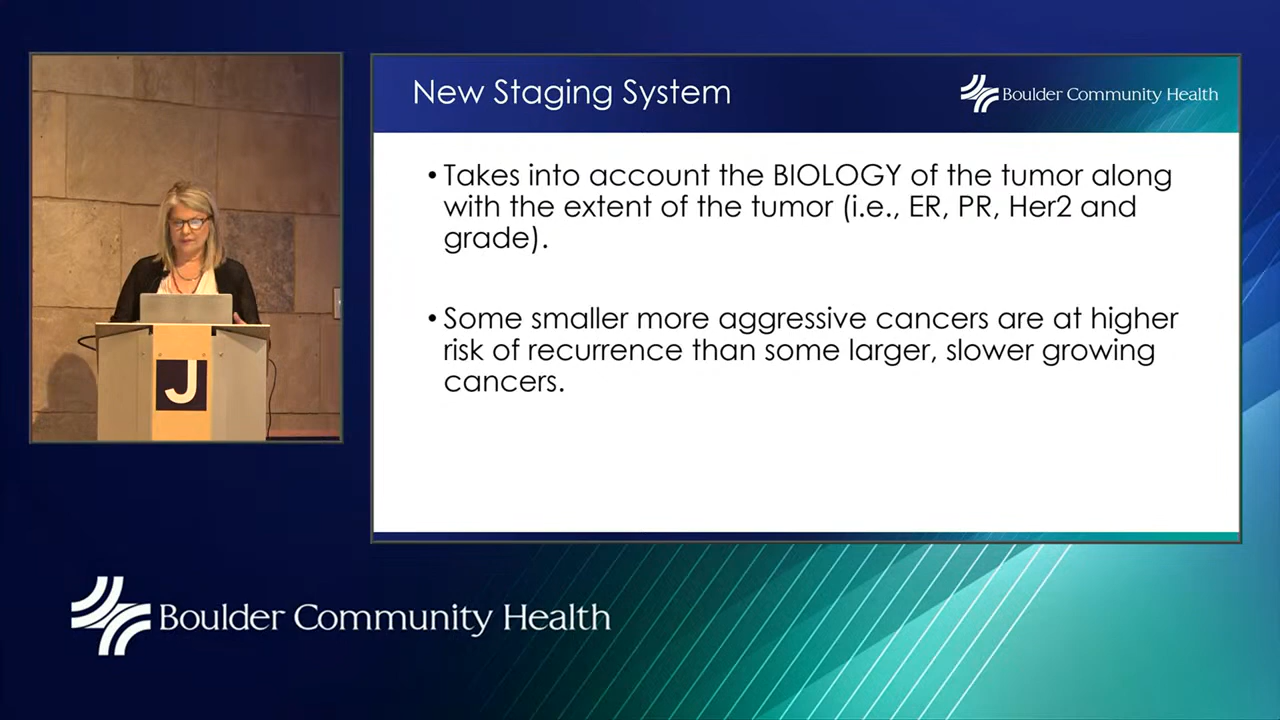 New Staging System
Boulder Community Health
• Takes into account the BIOLOGY of the tumor along
with the extent of the tumor (i.e., ER, PR, Her2 and
grade).
• Some smaller more aggressive cancers are at higher
risk of recurrence than some larger, slower growing
cancers.
J
Boulder Community Health